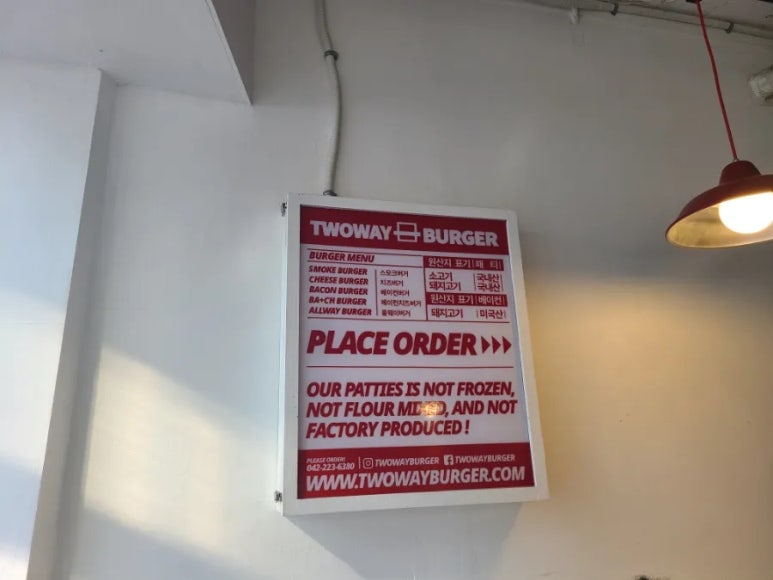 TWOWAY BURGER
BURGER MENU
SMOKE BURGER 스모크버거
CHEESE BURGER 치즈버거
BACON BURGER 베이컨버거
BA+CH BURGER 베이컨치즈버거
ALLWAY BURGER 올웨이버거
원산지 표기 패 티
소고기 국내산
돼지고기 국내산
원산지 표기 베이컨
돼지고기 미국산
PLACE ORDER
OUR PATTIES IS NOT FROZEN,
NOT FLOUR MIXED, AND NOT
FACTORY PRODUCED !
PLEASE ORDER!
042-223-6380 TWOWAYBURGER TWOWAYBURGER
WWW.TWOWAYBURGER.COM